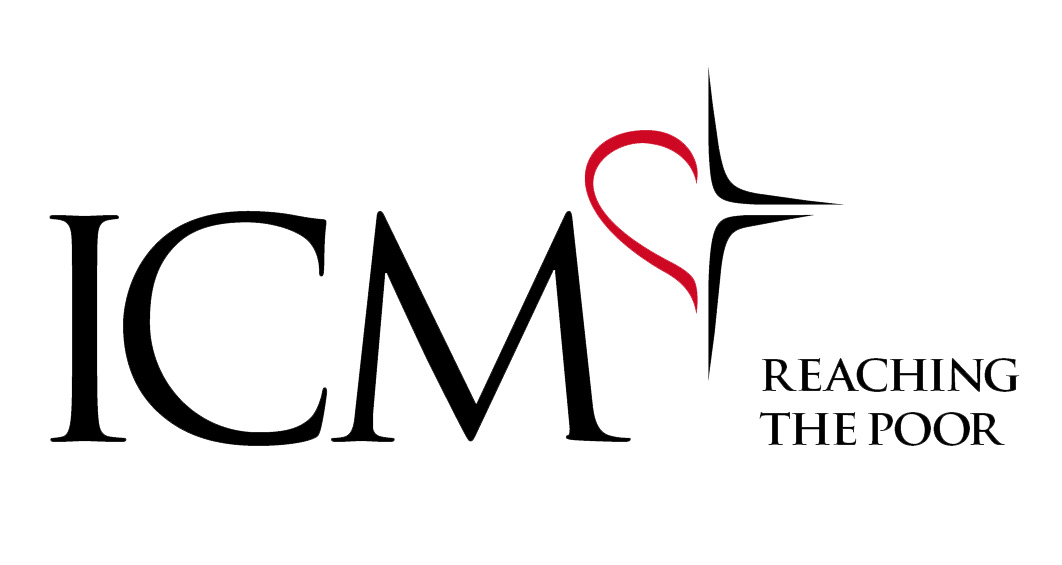 ICM
REACHING
THE POOR